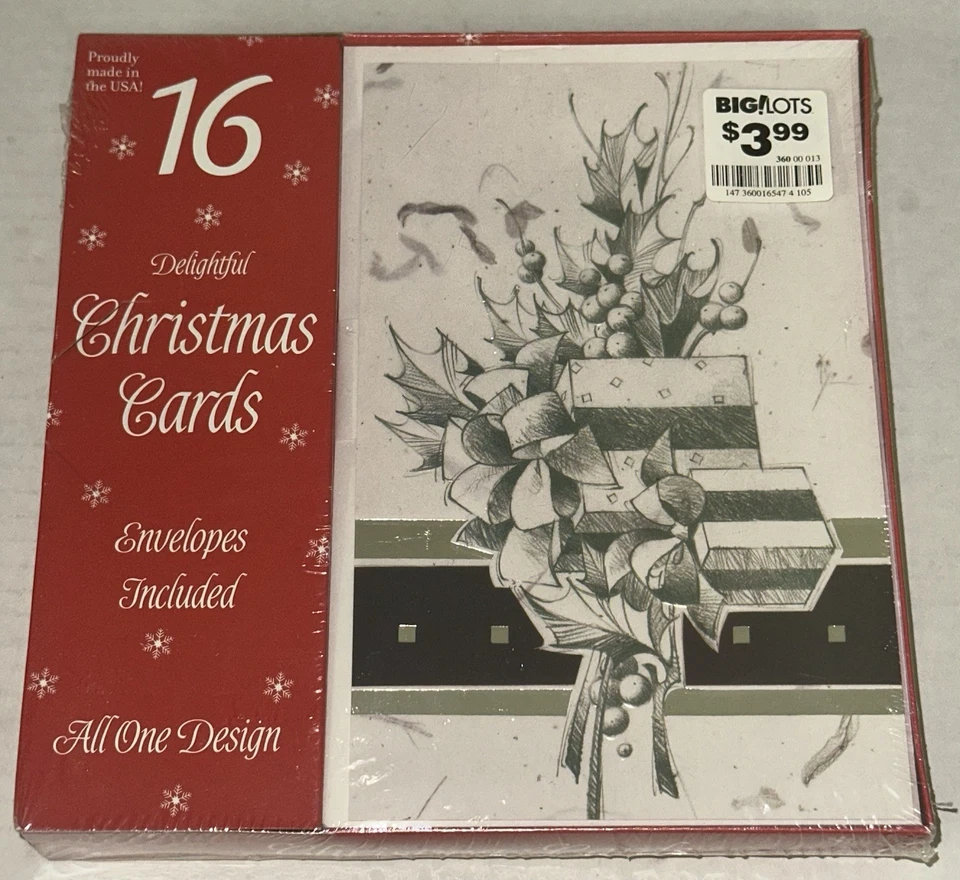 Proudly
made in
the USA!
16
Delightful
Christmas
Cards
Envelopes
Included
All One Design
BIG!LOTS
$3.99
360 00 013
147 360016547 4 105